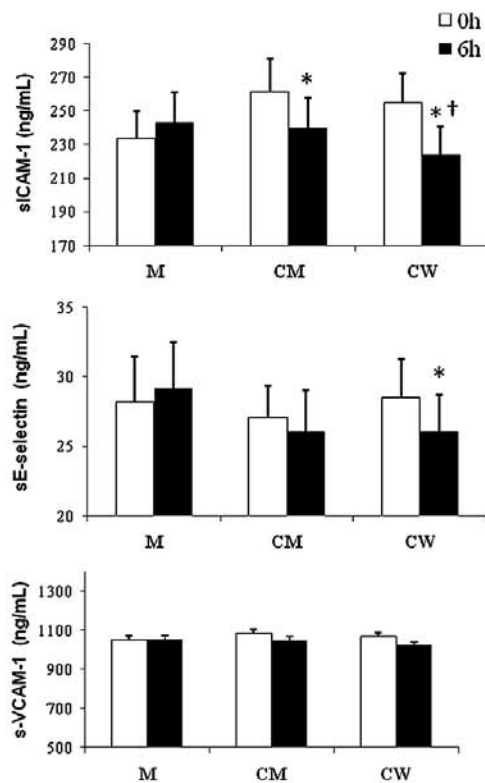 0h
6h
sICAM-1 (ng/mL)
290
270
250
230
210
190
170
*
* †
M CM CW
sE-selectin (ng/mL)
35
30
25
20
*
M CM CW
s-VCAM-1 (ng/mL)
1300
1100
900
700
500
M CM CW